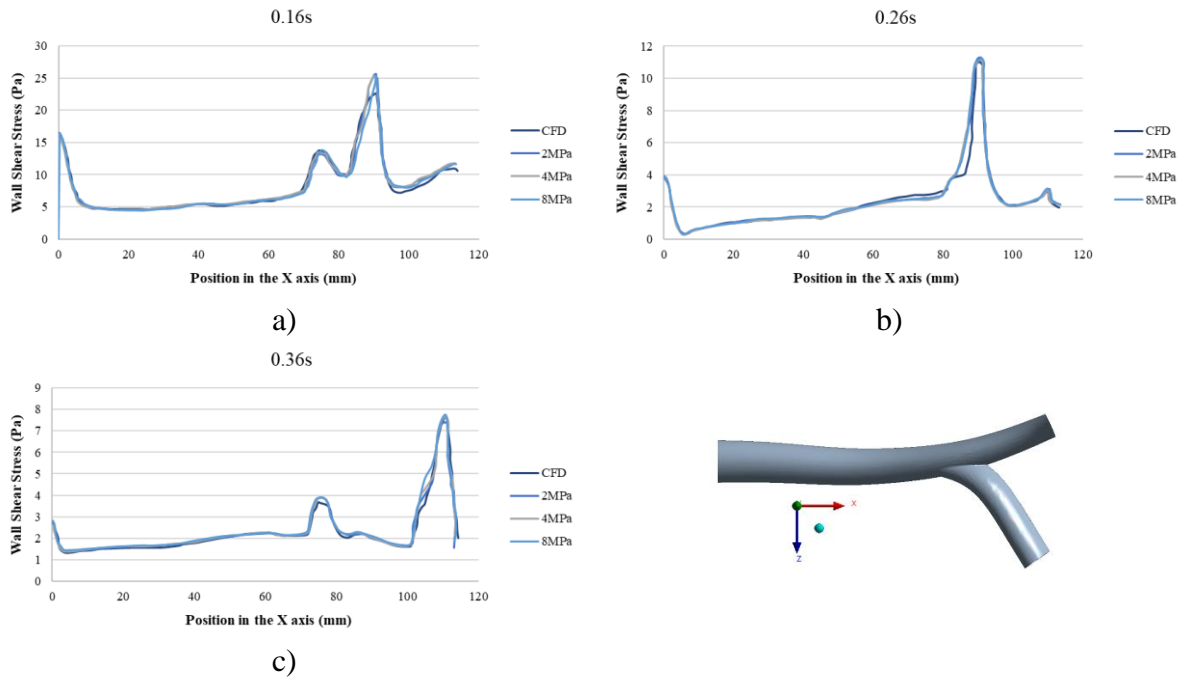 0.16s
30
25
20
15
10
5
0
Wall Shear Stress (Pa)
0 20 40 60 80 100 120
Position in the X axis (mm)
CFD
2MPa
4MPa
8MPa
a)
0.26s
12
10
8
6
4
2
0
Wall Shear Stress (Pa)
0 20 40 60 80 100 120
Position in the X axis (mm)
CFD
2MPa
4MPa
8MPa
b)
0.36s
9
8
7
6
5
4
3
2
1
0
Wall Shear Stress (Pa)
0 20 40 60 80 100 120
Position in the X axis (mm)
CFD
2MPa
4MPa
8MPa
c)
x
z